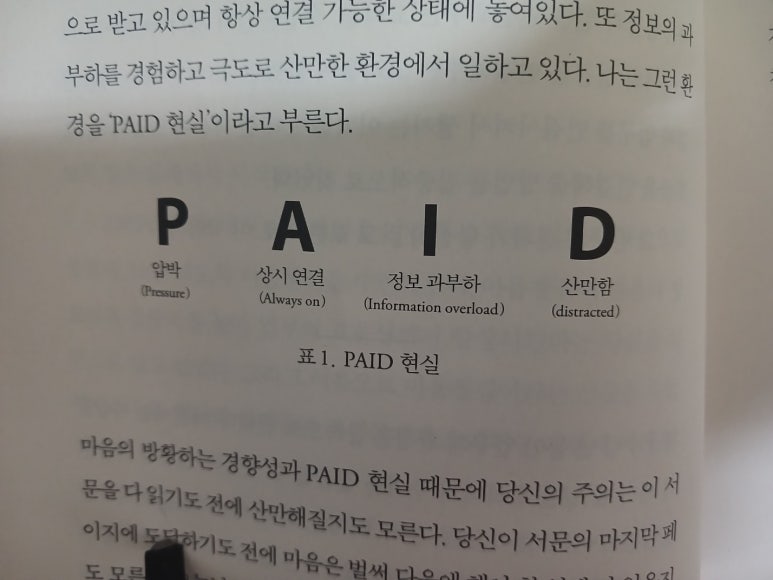 으로 받고 있으며 항상 연결 가능한 상태에 놓여있다. 또 정보의 과
부하를 경험하고 극도로 산만한 환경에서 일하고 있다. 나는 그런 환
경을 ‘PAID 현실’이라고 부른다.
P A I D
압박 상시 연결 정보 과부하 산만함
(Pressure) (Always on) (Information overload) (distracted)
표1. PAID 현실
마음의 방황하는 경향성과 PAID 현실 때문에 당신의 주의는 이 서
문을 다 읽기도 전에 산만해질지도 모른다. 당신이 서문의 마지막 페
이지에 도달하기도 전에 마음은 벌써 다음에
도 모른